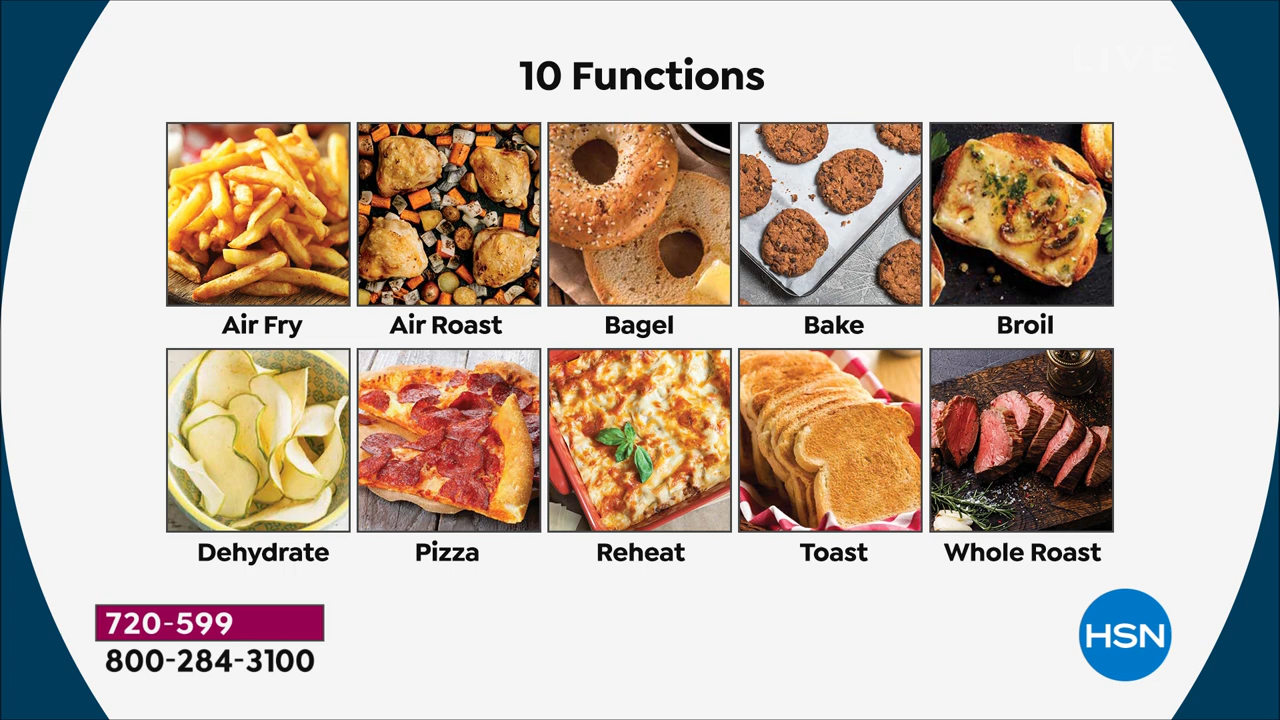 LIVE
10 Functions
Air Fry
Air Roast
Bagel
Bake
Broil
Dehydrate
Pizza
Reheat
Toast
Whole Roast
720-599
800-284-3100
HSN